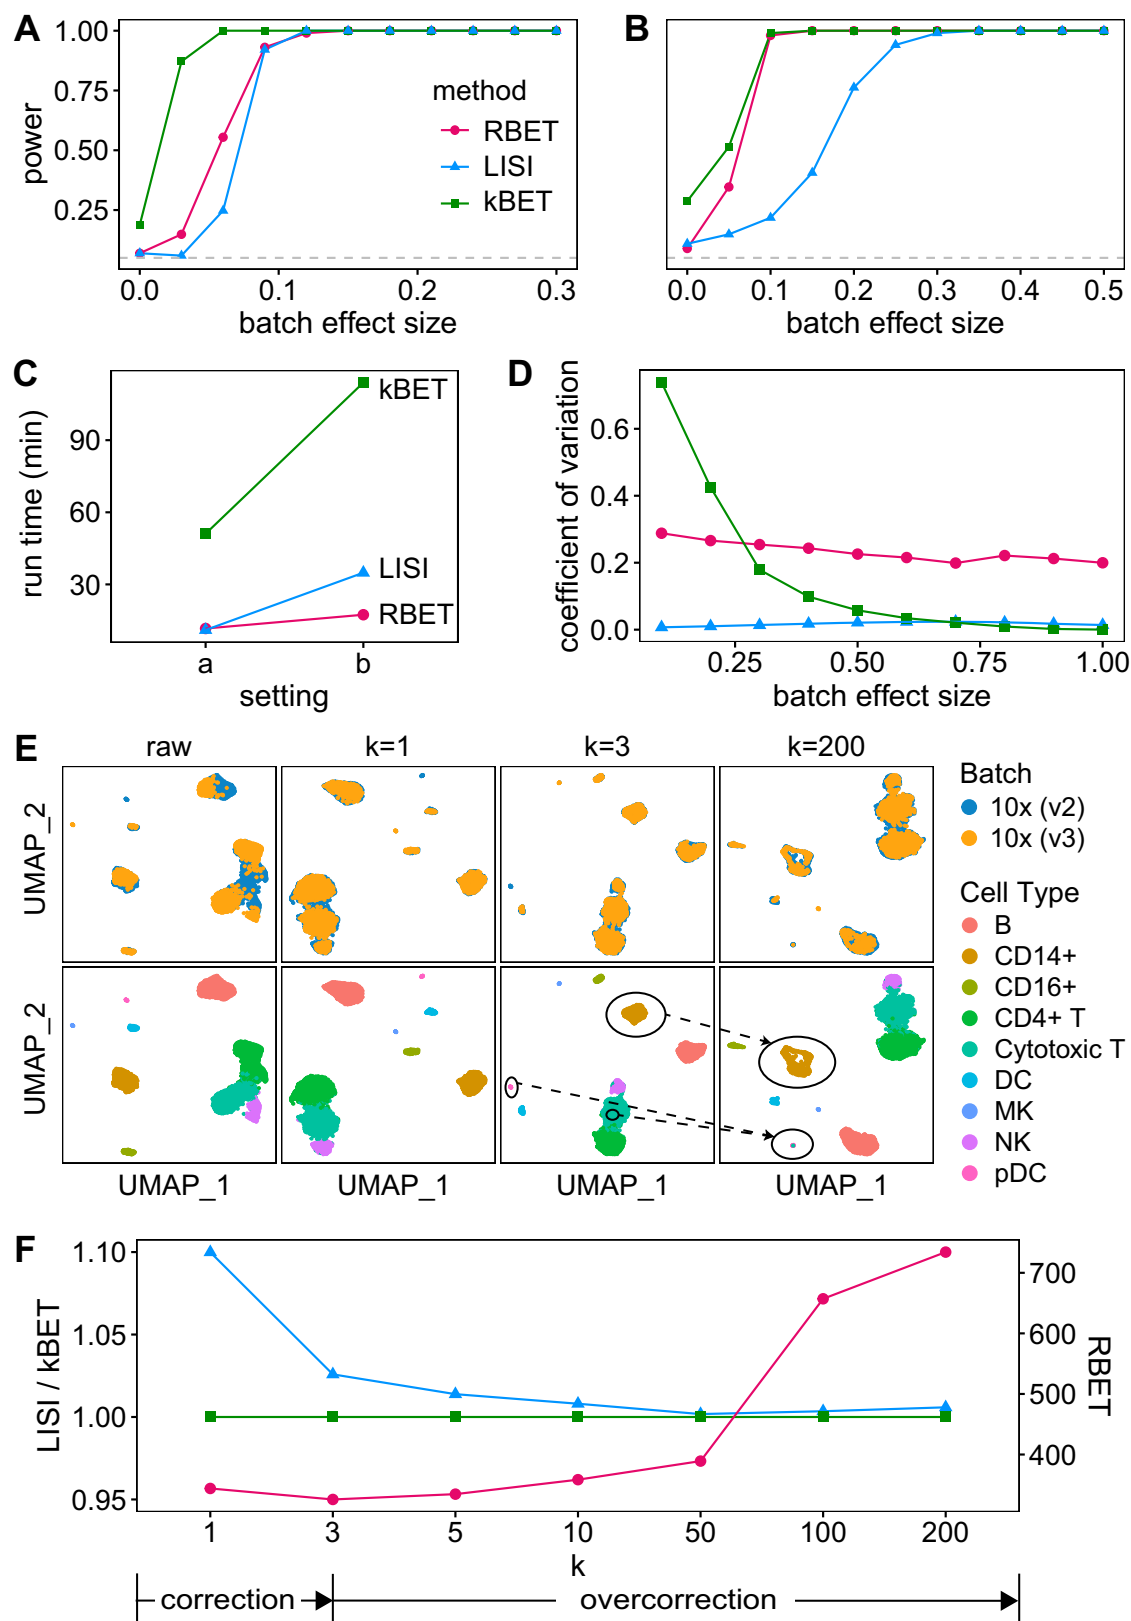 A
power
1.00
0.75
0.50
0.25
method
RBET
LISI
kBET
0.0
0.1
0.2
0.3
batch effect size
B
0.0
0.1
0.2
0.3
0.4
0.5
batch effect size
C
run time (min)
90
60
30
kBET
LISI
RBET
a
b
setting
D
coefficient of variation
0.6
0.4
0.2
0.0
0.25
0.50
0.75
1.00
batch effect size
E
raw
k=1
k=3
k=200
UMAP_2
UMAP_2
UMAP_1
UMAP_1
UMAP_1
UMAP_1
Batch
10x (v2)
10x (v3)
Cell Type
B
CD14+
CD16+
CD4+ T
Cytotoxic T
DC
MK
NK
pDC
F
LISI / kBET
1.10
1.05
1.00
0.95
700
600
500
400
RBET
1
3
5
10
50
100
200
k
correction
overcorrection